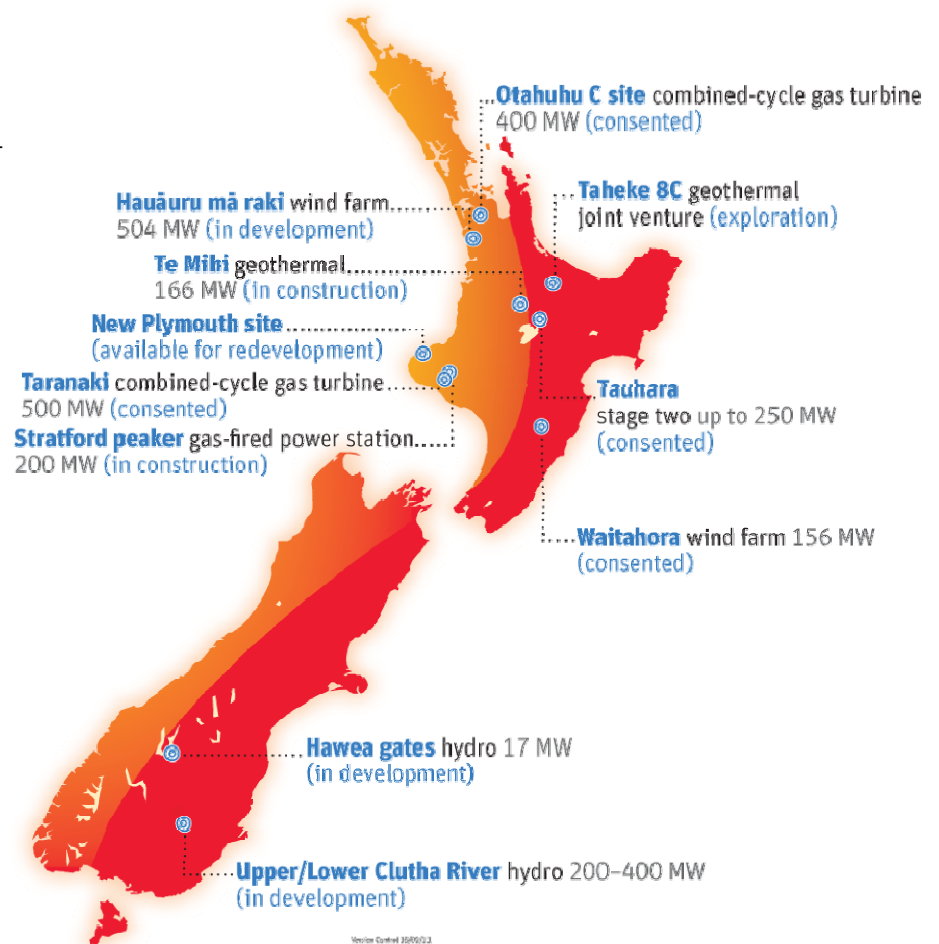 Otahuhu C site combined-cycle gas turbine
400 MW (consented)
Hauāuru mā raki wind farm
504 MW (in development)
Taheke 8C geothermal
joint venture (exploration)
Te Mihi geothermal
166 MW (in construction)
New Plymouth site
(available for redevelopment)
Taranaki combined-cycle gas turbine
500 MW (consented)
Stratford peaker gas-fired power station
200 MW (in construction)
Tauhara
stage two up to 250 MW
(consented)
Waitahora wind farm 156 MW
(consented)
Hawea gates hydro 17 MW
(in development)
Upper/Lower Clutha River hydro 200–400 MW
(in development)
Version Control